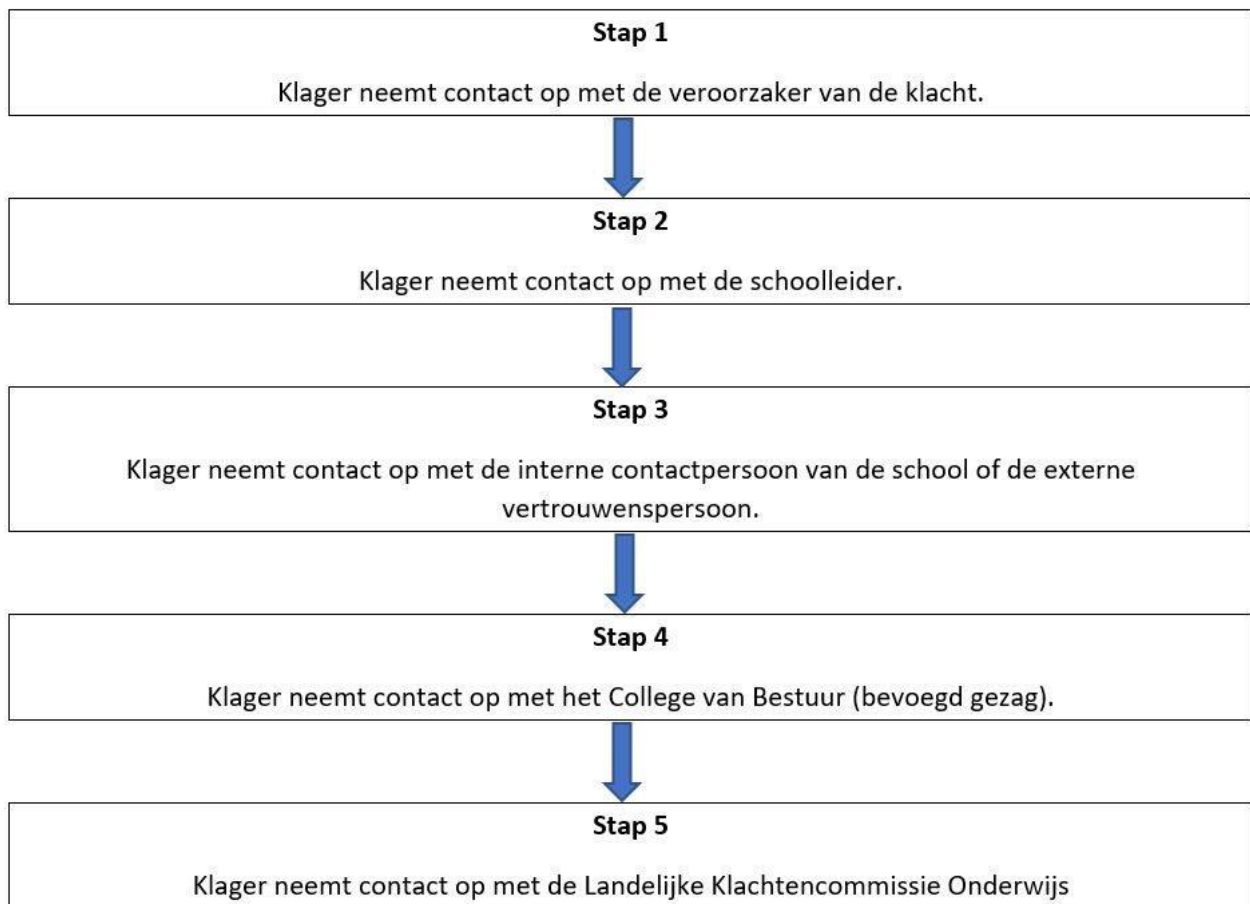 Stap 1
Klager neemt contact op met de veroorzaker van de klacht.
Stap 2
Klager neemt contact op met de schoolleider.
Stap 3
Klager neemt contact op met de interne contactpersoon van de school of de externe
vertrouwenspersoon.
Stap 4
Klager neemt contact op met het College van Bestuur (bevoegd gezag).
Stap 5
Klager neemt contact op met de Landelijke Klachtencommissie Onderwijs